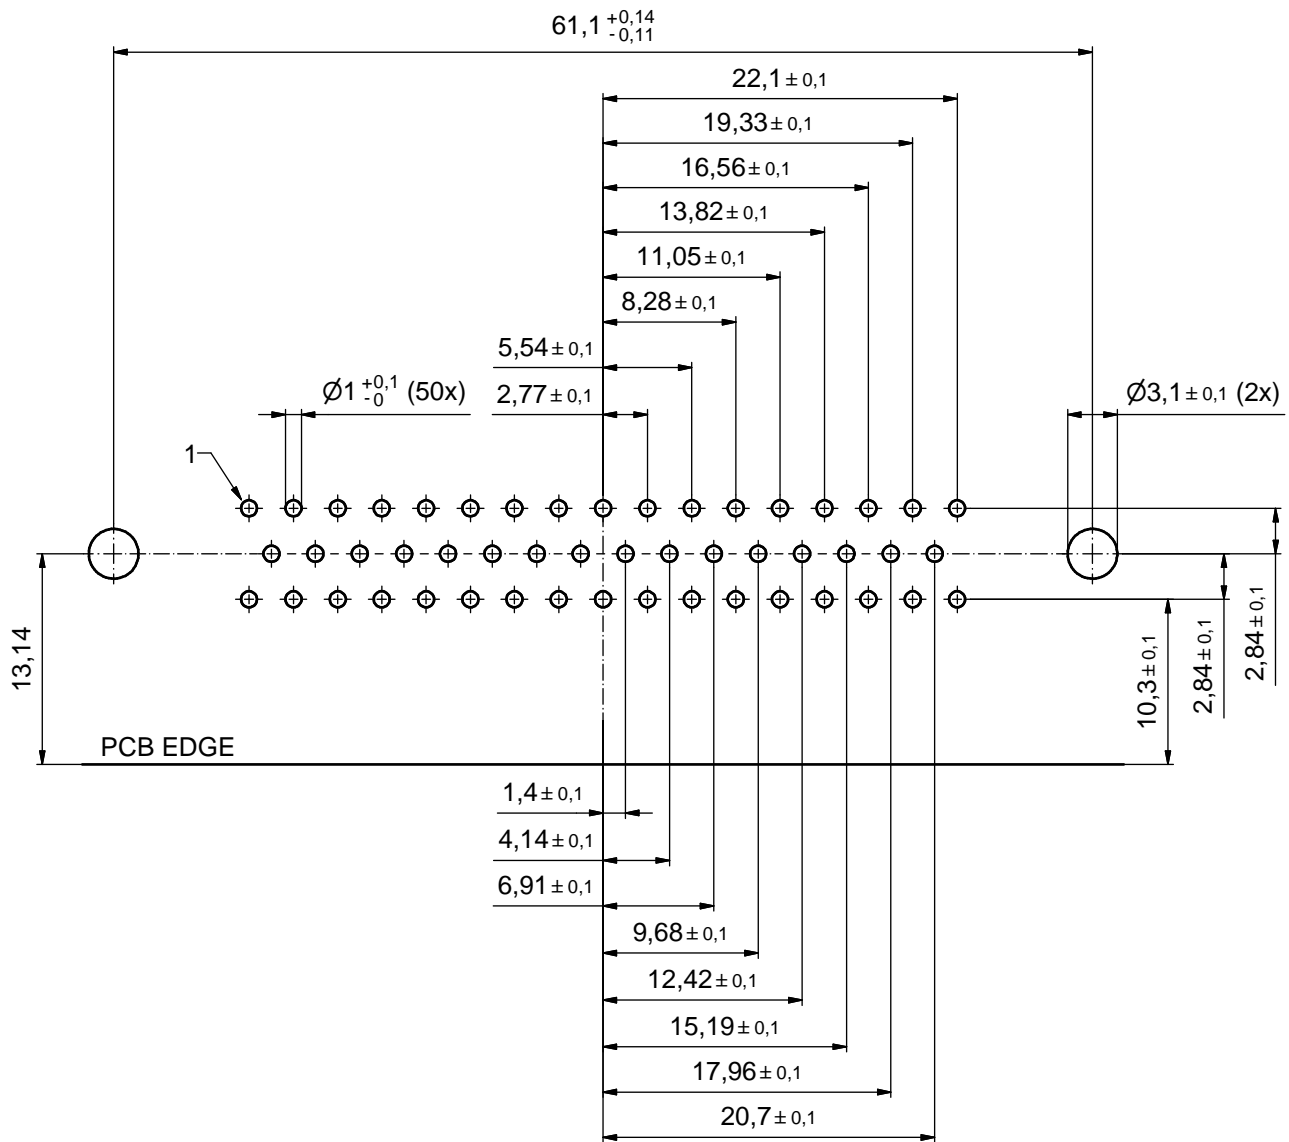 61,1 +0,14 -0,11
22,1 ± 0,1
19,33 ± 0,1
16,56 ± 0,1
13,82 ± 0,1
11,05 ± 0,1
8,28 ± 0,1
5,54 ± 0,1
Ø1 +0,1 -0 (50x)
2,77 ± 0,1
Ø3,1 ± 0,1 (2x)
1
13,14
10,3 ± 0,1
2,84 ± 0,1
2,84 ± 0,1
PCB EDGE
1,4 ± 0,1
4,14 ± 0,1
6,91 ± 0,1
9,68 ± 0,1
12,42 ± 0,1
15,19 ± 0,1
17,96 ± 0,1
20,7 ± 0,1